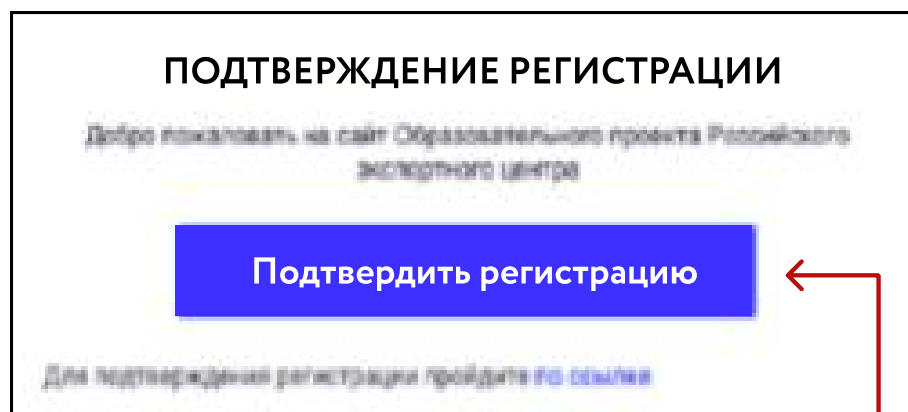 ПОДТВЕРЖДЕНИЕ РЕГИСТРАЦИИ
Добро пожаловать на сайт Образовательного проекта Российского
экспортного центра
Подтвердить регистрацию
Для подтверждения регистрации пройдите по ссылке